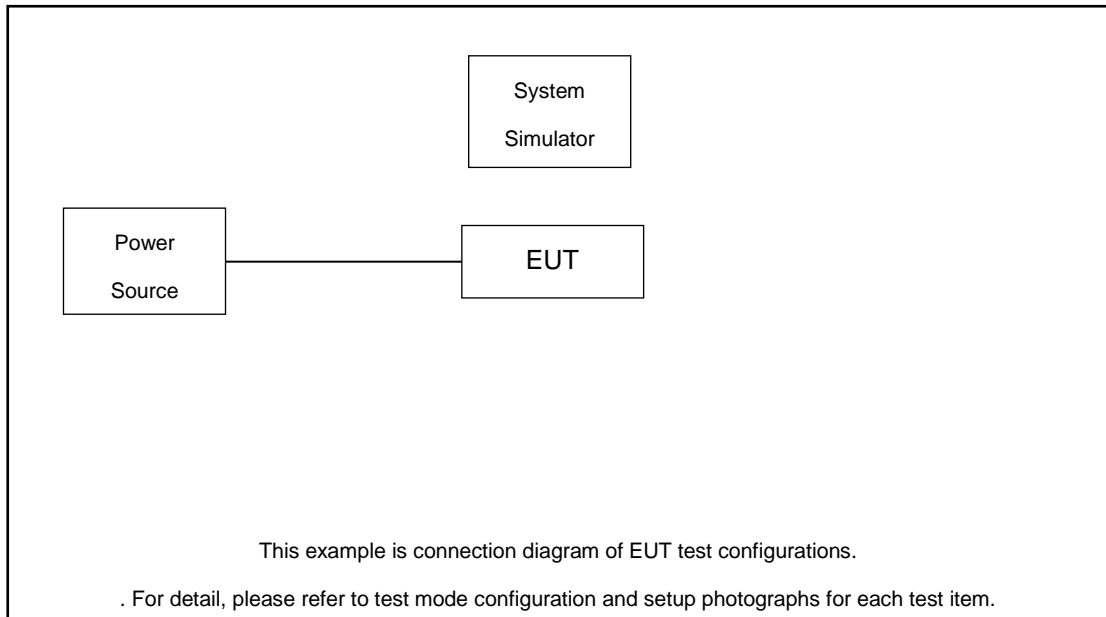 System
Simulator
Power
Source
EUT
This example is connection diagram of EUT test configurations.
. For detail, please refer to test mode configuration and setup photographs for each test item.